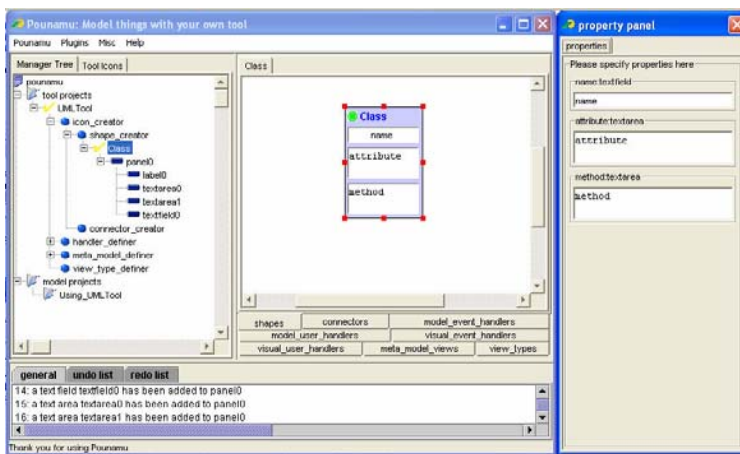 Pounamu: Model things with your own tool
Pounamu Plugins Misc Help
Manager Tree Tool Icons
pounamu
tool projects
UMLTool
icon_creator
shape_creator
Class
panel0
label0
textarea0
textarea1
textfield0
connector_creator
handler_definer
meta_model_definer
view_type_definer
model projects
Using_UMLTool
Class
Class
name
attribute
method
shapes connectors model_event_handlers
model_user_handlers visual_event_handlers
visual_user_handlers meta_model_views view_types
general undo list redo list
14: a text field textfield0 has been added to panel0
15: a text area textarea0 has been added to panel0
16: a text area textarea1 has been added to panel0
Thank you for using Pounamu
property panel
properties
Please specify properties here
name:textfield
name
attribute:textarea
attribute
method:textarea
method